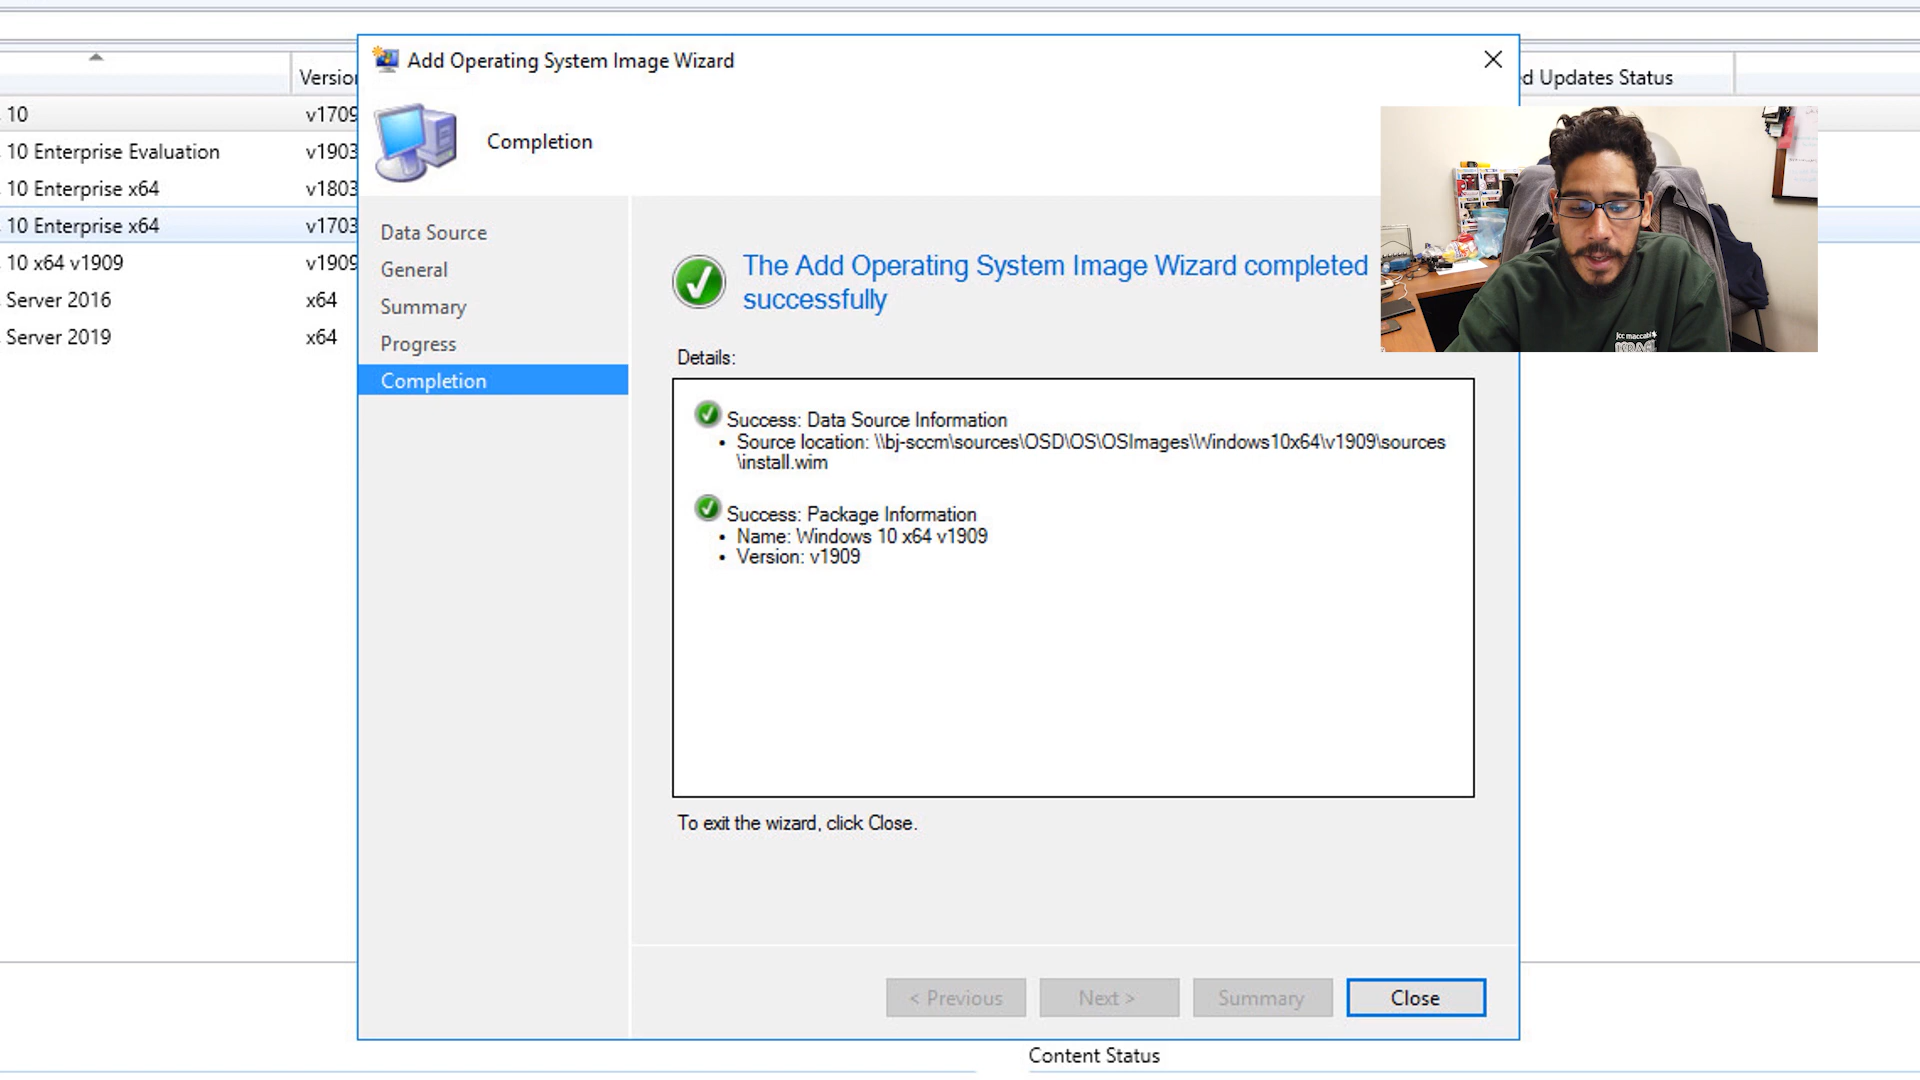 Add Operating System Image Wizard
Version
ed Updates Status
10 v1709
10 Enterprise Evaluation v1903
10 Enterprise x64 v1803
10 Enterprise x64 v1703
10 x64 v1909 v1909
Server 2016 x64
Server 2019 x64
Completion
Data Source
General
Summary
Progress
Completion
The Add Operating System Image Wizard completed
successfully
Details:
Success: Data Source Information
• Source location: \\bj-sccm\sources\OSD\OS\OSImages\Windows10x64\v1909\sources
\install.wim
Success: Package Information
• Name: Windows 10 x64 v1909
• Version: v1909
To exit the wizard, click Close.
< Previous
Next >
Summary
Close
Content Status
jcc maccabi